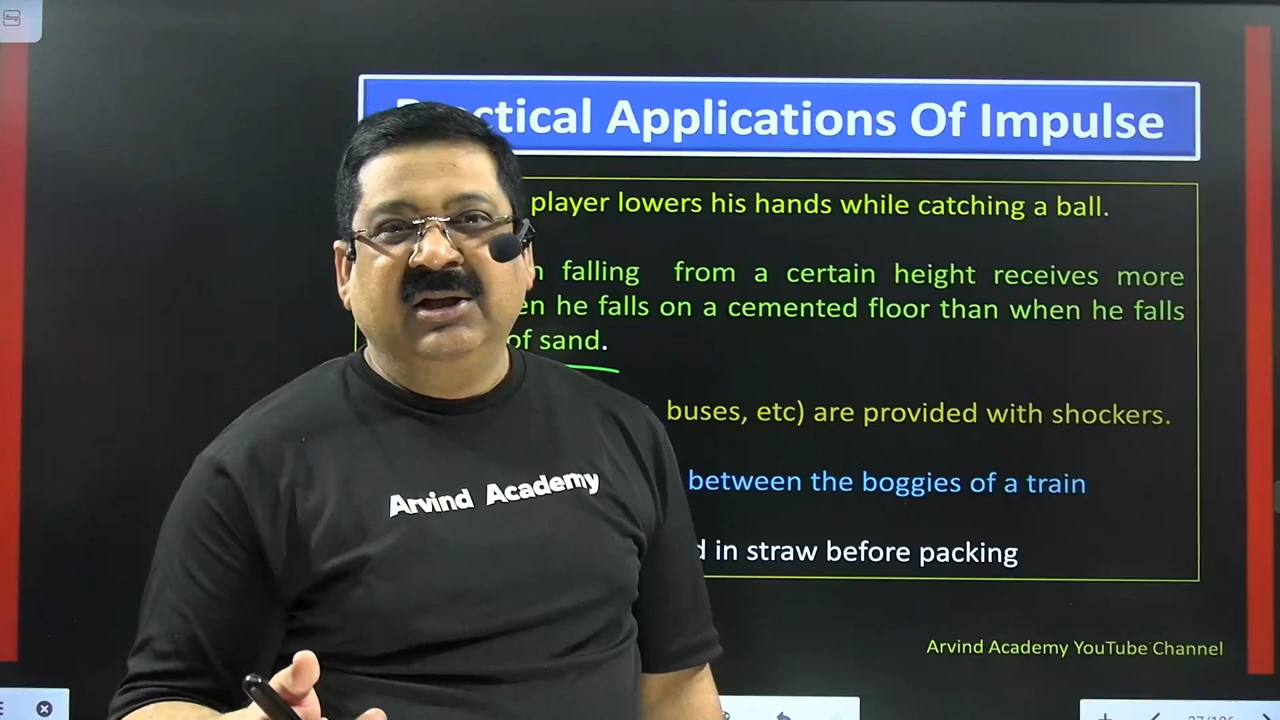 Practical Applications Of Impulse
player lowers his hands while catching a ball.
falling from a certain height receives more
he falls on a cemented floor than when he falls
of sand.
buses, etc) are provided with shockers.
between the boggies of a train
in straw before packing
Arvind Academy
Arvind Academy YouTube Channel